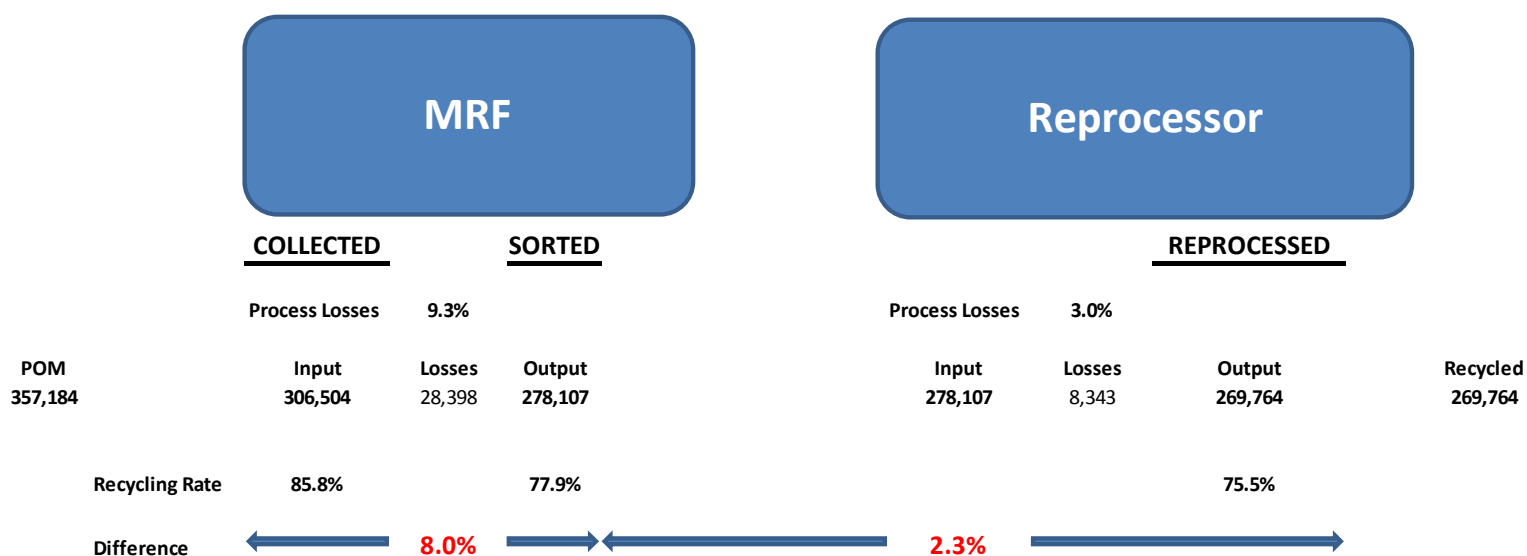 MRF
Reprocessor
COLLECTED SORTED REPROCESSED
Process Losses 9.3% Process Losses 3.0%
POM Input Losses Output Input Losses Output Recycled
357,184 306,504 28,398 278,107 278,107 8,343 269,764 269,764
Recycling Rate 85.8% 77.9% 75.5%
Difference 8.0% 2.3%